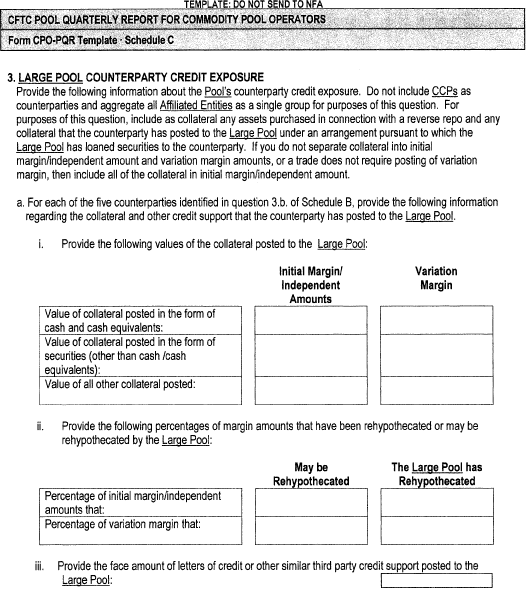 TEMPLATE: DO NOT SEND TO NFA
CFTC POOL QUARTERLY REPORT FOR COMMODITY POOL OPERATORS
Form CPO-PQR Template · Schedule C
3. LARGE POOL COUNTERPARTY CREDIT EXPOSURE
Provide the following information about the Pool's counterparty credit exposure. Do not include CCPs as
counterparties and aggregate all Affiliated Entities as a single group for purposes of this question. For
purposes of this question, include as collateral any assets purchased in connection with a reverse repo and any
collateral that the counterparty has posted to the Large Pool under an arrangement pursuant to which the
Large Pool has loaned securities to the counterparty. If you do not separate collateral into initial
margin/independent amount and variation margin amounts, or a trade does not require posting of variation
margin, then include all of the collateral in initial margin/independent amount.
a. For each of the five counterparties identified in question 3.b. of Schedule B, provide the following information
regarding the collateral and other credit support that the counterparty has posted to the Large Pool.
i. Provide the following values of the collateral posted to the Large Pool:
Initial Margin/
Independent
Amounts
Variation
Margin
Value of collateral posted in the form of
cash and cash equivalents:
Value of collateral posted in the form of
securities (other than cash /cash
equivalents):
Value of all other collateral posted:
ii. Provide the following percentages of margin amounts that have been rehypothecated or may be
rehypothecated by the Large Pool:
May be
Rehypothecated
The Large Pool has
Rehypothecated
Percentage of initial margin/independent
amounts that:
Percentage of variation margin that:
iii. Provide the face amount of letters of credit or other similar third party credit support posted to the
Large Pool: